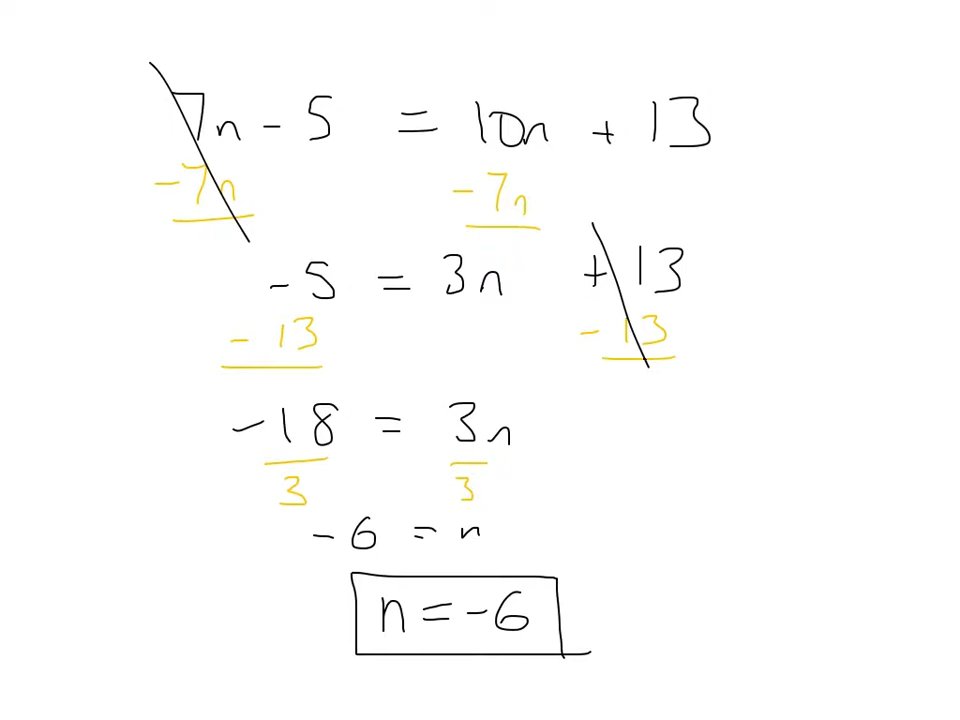 7n - 5 = 10n + 13
- 7n - 7n
- 5 = 3n + 13
- 13 - 13
-18 = 3n
3 3
- 6 = n
n = -6